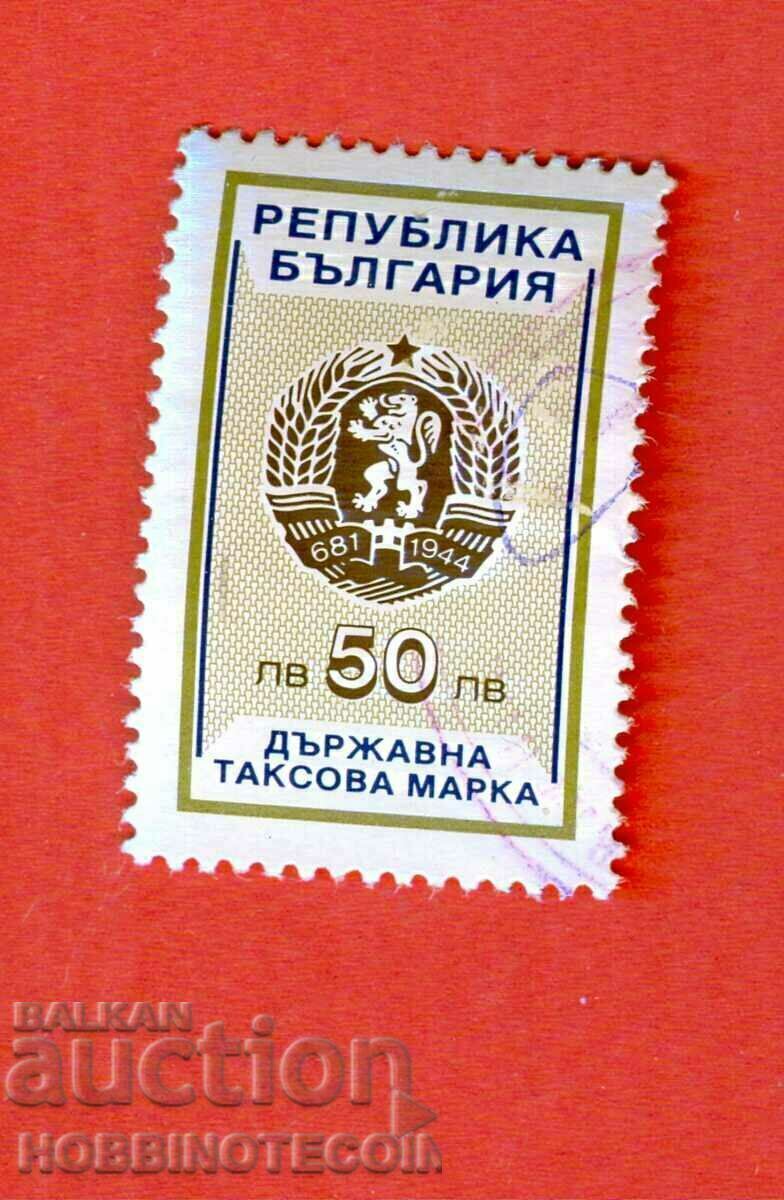 РЕПУБЛИКА
БЪЛГАРИЯ
681 1944
ЛВ 50 ЛВ
ДЪРЖАВНА
ТАКСОВА МАРКА
BALKAN
auction
HOBBINOTECOIN